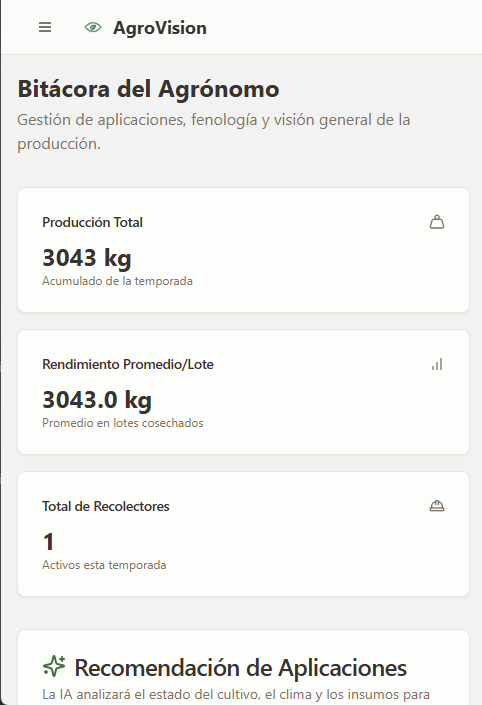 AgroVision
Bitácora del Agrónomo
Gestión de aplicaciones, fenología y visión general de la
producción.
Producción Total
3043 kg
Acumulado de la temporada
Rendimiento Promedio/Lote
3043.0 kg
Promedio en lotes cosechados
Total de Recolectores
1
Activos esta temporada
Recomendación de Aplicaciones
La IA analizará el estado del cultivo, el clima y los insumos para